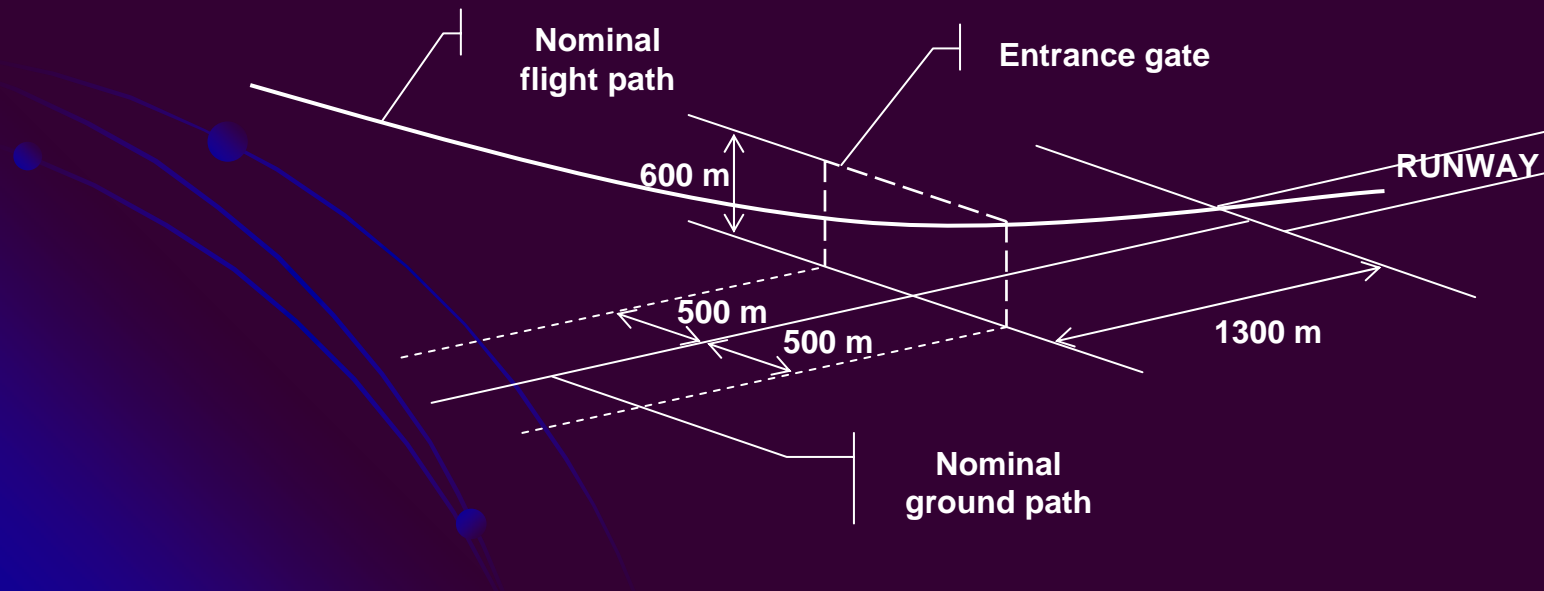 Nominal
flight path
Entrance gate
600 m
RUNWAY
500 m
500 m
1300 m
Nominal
ground path